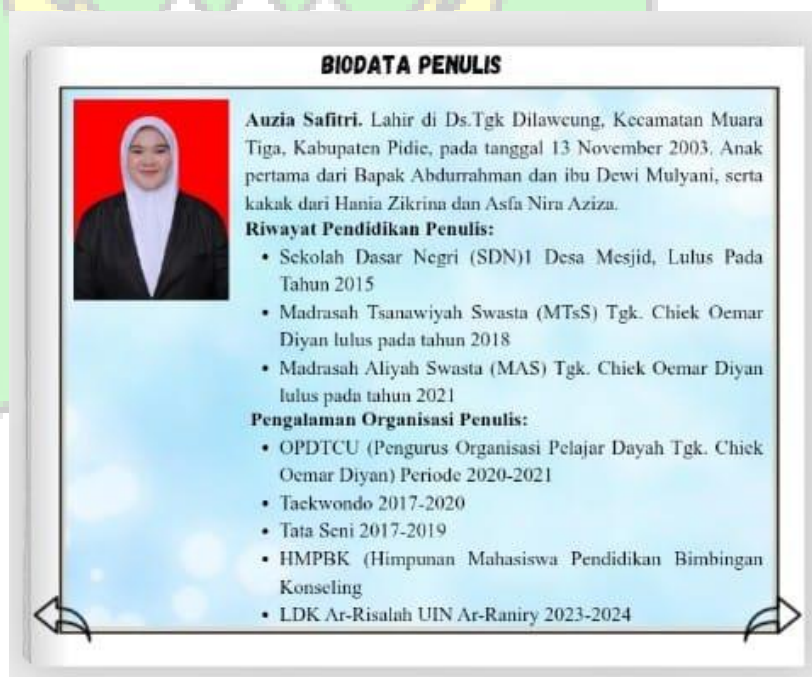 BIODATA PENULIS
Auzia Safitri. Lahir di Ds.Tgk Dilaweung, Kecamatan Muara
Tiga, Kabupaten Pidie, pada tanggal 13 November 2003. Anak
pertama dari Bapak Abdurrahman dan ibu Dewi Mulyani, serta
kakak dari Hania Zikrina dan Asfa Nira Aziza.
Riwayat Pendidikan Penulis:
• Sekolah Dasar Negri (SDN)1 Desa Mesjid, Lulus Pada
Tahun 2015
• Madrasah Tsanawiyah Swasta (MTsS) Tgk. Chiek Oemar
Diyan lulus pada tahun 2018
• Madrasah Aliyah Swasta (MAS) Tgk. Chiek Oemar Diyan
lulus pada tahun 2021
Pengalaman Organisasi Penulis:
• OPDTCU (Pengurus Organisasi Pelajar Dayah Tgk. Chiek
Oemar Diyan) Periode 2020-2021
• Taekwondo 2017-2020
• Tata Seni 2017-2019
• HMPBK (Himpunan Mahasiswa Pendidikan Bimbingan
Konseling
• LDK Ar-Risalah UIN Ar-Raniry 2023-2024